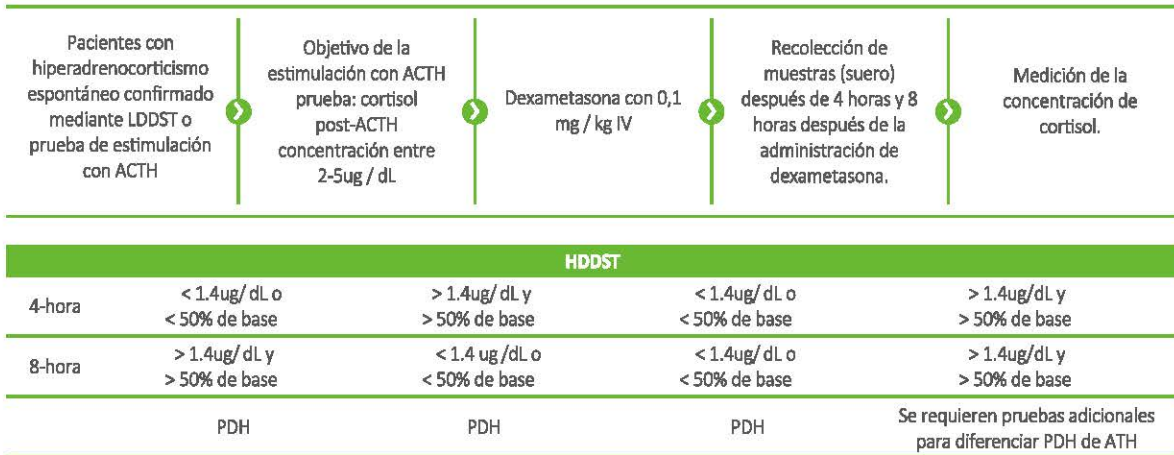 Pacientes con
hiperadrenocorticismo
espontáneo confirmado
mediante LDDST o
prueba de estimulación
con ACTH
Objetivo de la
estimulación con ACTH
prueba: cortisol
post-ACTH
concentración entre
2-5ug / dL
Dexametasona con 0,1
mg / kg IV
Recolección de
muestras (suero)
después de 4 horas y 8
horas después de la
administración de
dexametasona.
Medición de la
concentración de
cortisol.
HDDST
4-hora
< 1.4ug/ dL o
< 50% de base
> 1.4ug/ dL y
> 50% de base
< 1.4ug/ dL o
< 50% de base
> 1.4ug/ dL y
> 50% de base
8-hora
> 1.4ug/ dL y
> 50% de base
< 1.4 ug /dL o
< 50% de base
< 1.4ug/ dL o
< 50% de base
> 1.4ug/ dL y
> 50% de base
PDH
PDH
PDH
Se requieren pruebas adicionales
para diferenciar PDH de ATH